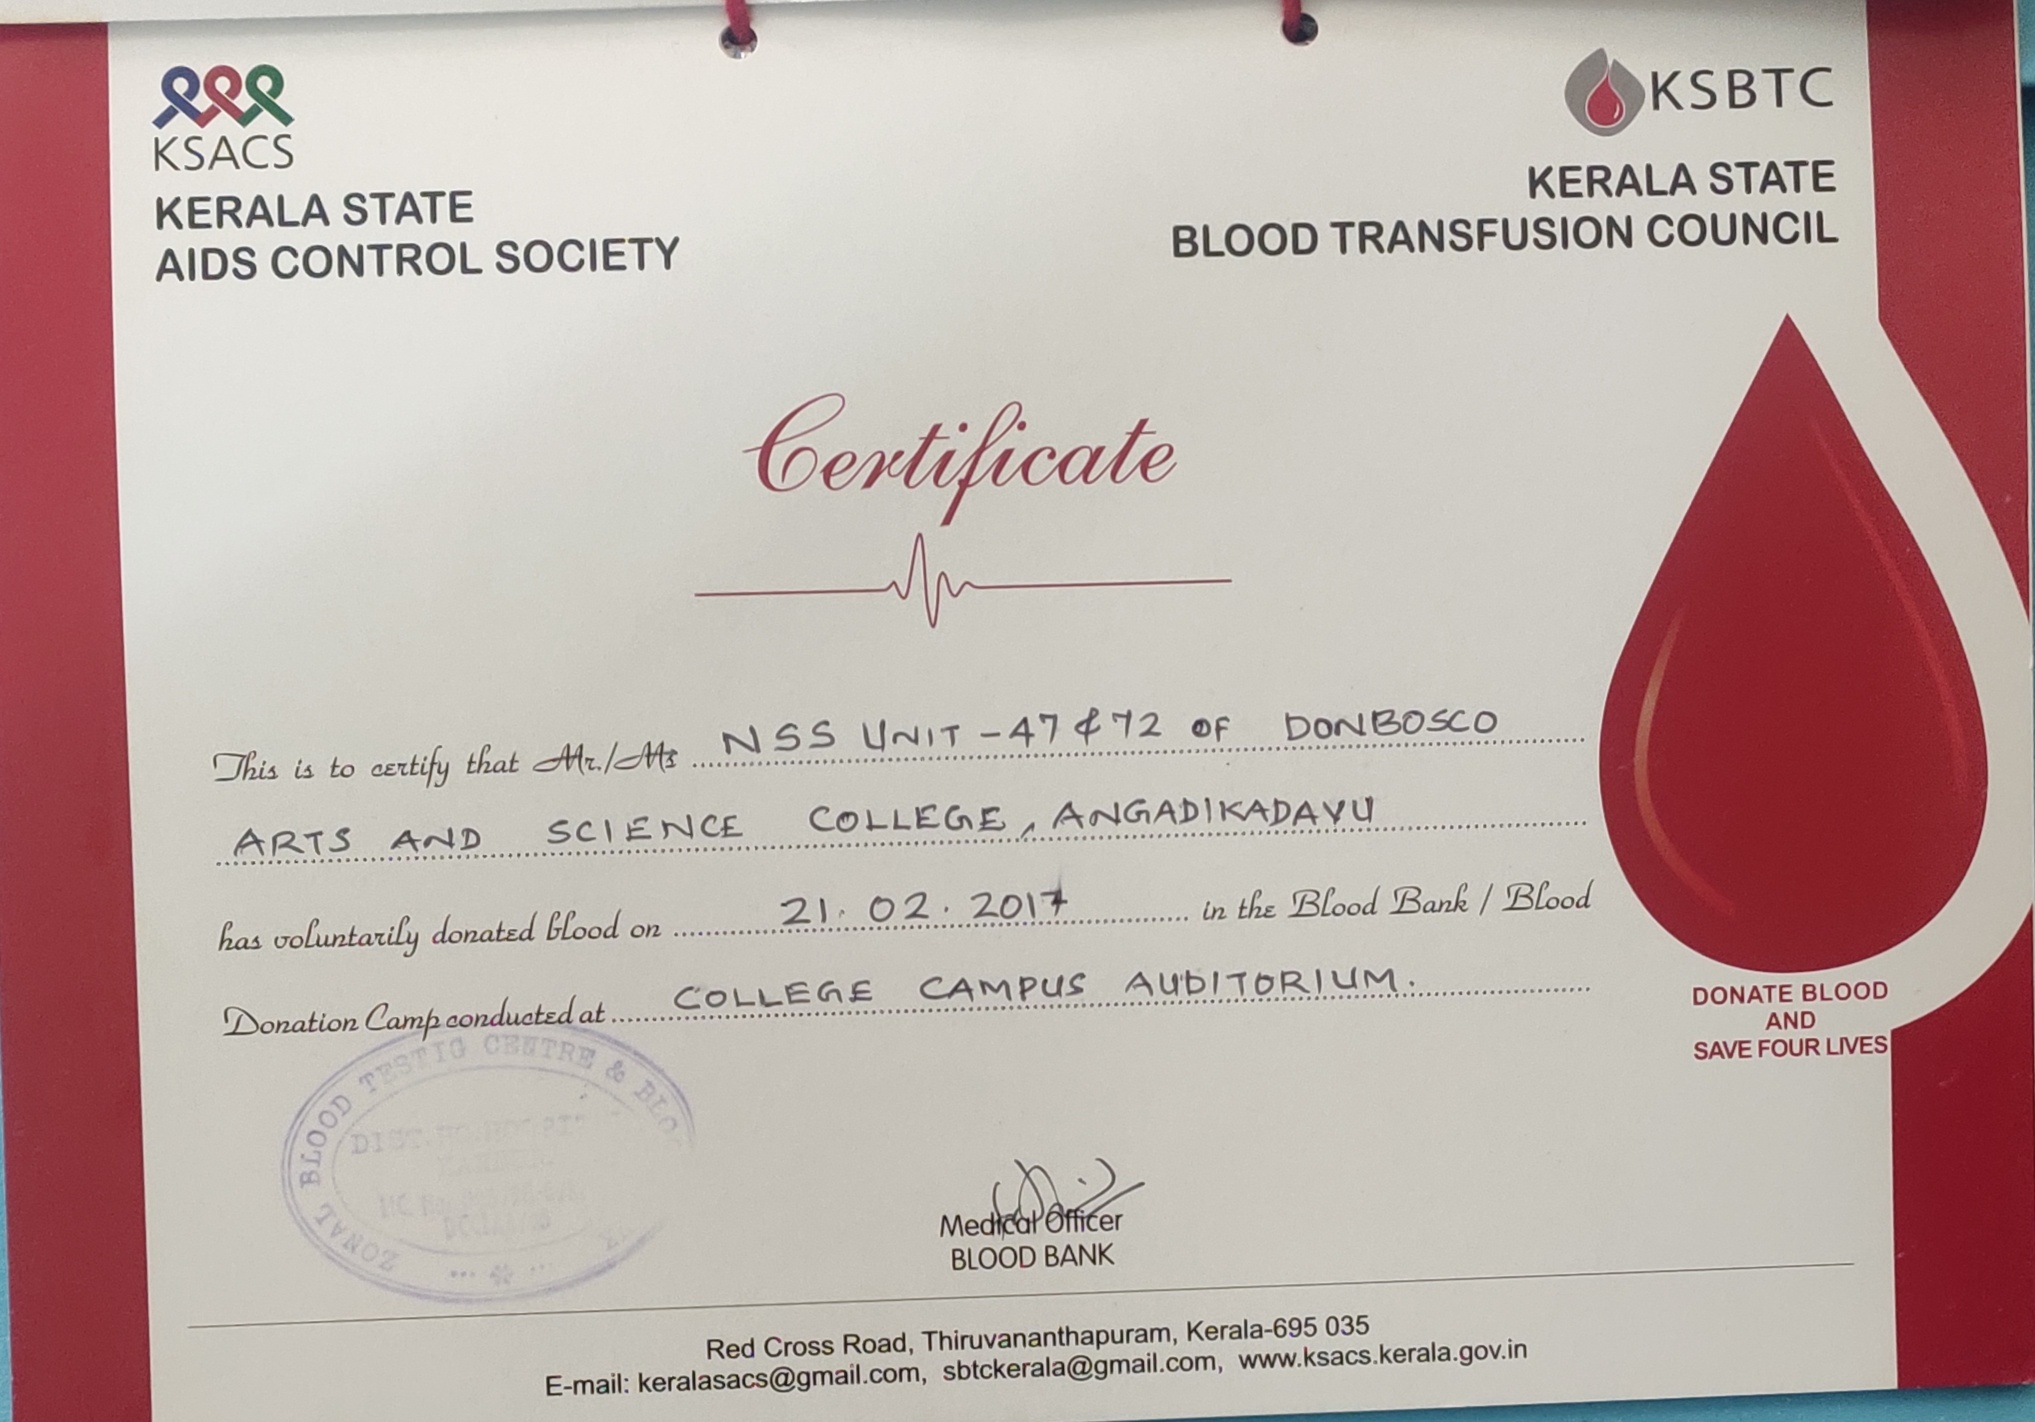 KSACS
KERALA STATE
AIDS CONTROL SOCIETY
KSBTC
KERALA STATE
BLOOD TRANSFUSION COUNCIL
Certificate
This is to certify that Mr./Ms NSS UNIT - 47 & 72 OF DONBOSCO
ARTS AND SCIENCE COLLEGE, ANGADIKADAVU
has voluntarily donated blood on 21.02.2017 in the Blood Bank / Blood
Donation Camp conducted at COLLEGE CAMPUS AUDITORIUM.
DONATE BLOOD
AND
SAVE FOUR LIVES
ZONAL BLOOD TESTIG CENTRE &
Medical Officer
BLOOD BANK
Red Cross Road, Thiruvananthapuram, Kerala-695 035
E-mail: keralasacs@gmail.com, sbtckerala@gmail.com, www.ksacs.kerala.gov.in